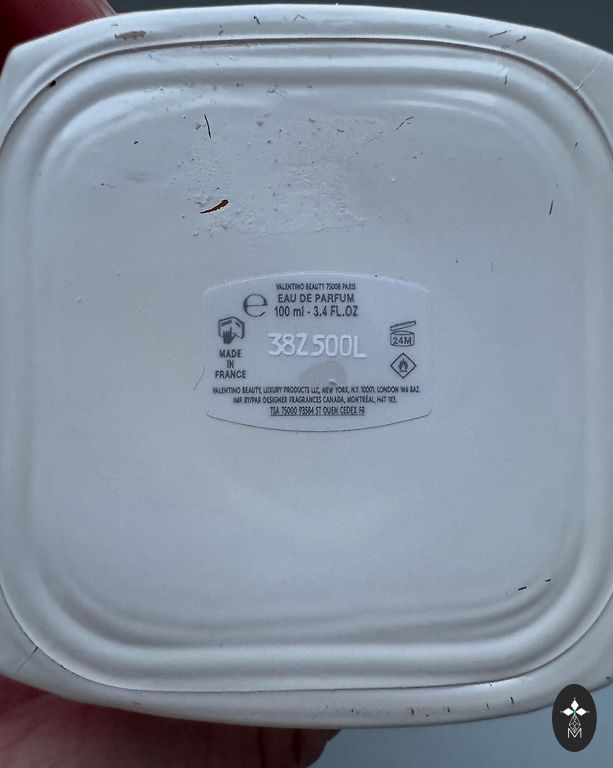 VALENTINO BEAUTY 75008 PARIS
e EAU DE PARFUM
100 ml - 3.4 FL.OZ
38Z500L
24M
MADE
IN
FRANCE
VALENTINO BEAUTY, LUXURY PRODUCTS LLC, NEW YORK, N.Y. 10001. LONDON W6 8AZ.
IMP. BY/PAR DESIGNER FRAGRANCES CANADA, MONTRÉAL, H4T 1K5.
TSA 75000 93584 ST OUEN CEDEX FR
M